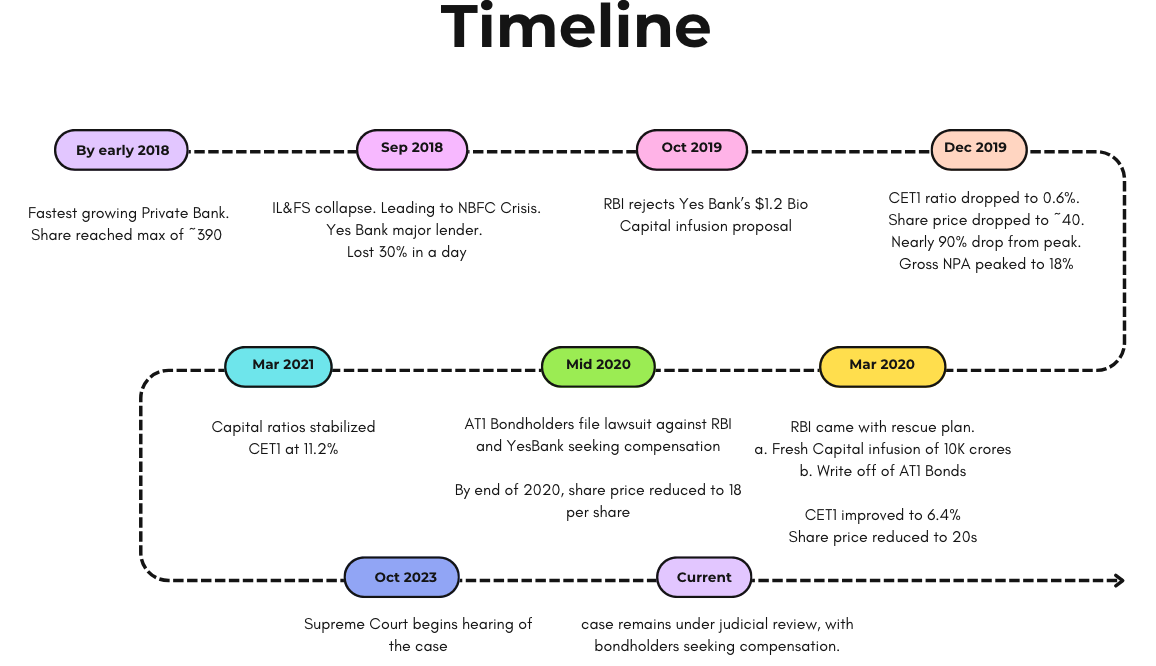 Timeline
By early 2018
Fastest growing Private Bank.
Share reached max of ~390
Sep 2018
IL&FS collapse. Leading to NBFC Crisis.
Yes Bank major lender.
Lost 30% in a day
Oct 2019
RBI rejects Yes Bank's $1.2 Bio
Capital infusion proposal
Dec 2019
CET1 ratio dropped to 0.6%.
Share price dropped to ~40.
Nearly 90% drop from peak.
Gross NPA peaked to 18%
Mar 2020
RBI came with rescue plan.
a. Fresh Capital infusion of 10K crores
b. Write off of AT1 Bonds
CET1 improved to 6.4%
Share price reduced to 20s
Mid 2020
AT1 Bondholders file lawsuit against RBI
and YesBank seeking compensation
By end of 2020, share price reduced to 18
per share
Mar 2021
Capital ratios stabilized
CET1 at 11.2%
Oct 2023
Supreme Court begins hearing of
the case
Current
case remains under judicial review, with
bondholders seeking compensation.